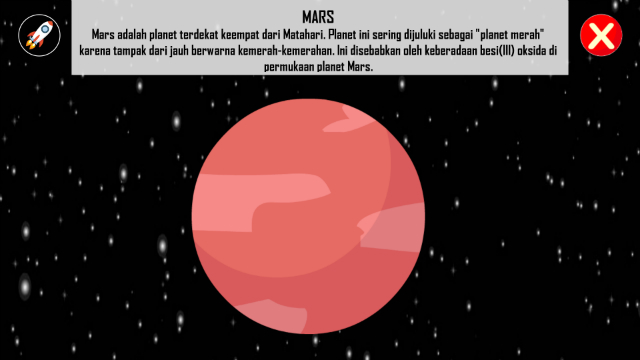 MARS
Mars adalah planet terdekat keempat dari Matahari. Planet ini sering dijuluki sebagai "planet merah"
karena tampak dari jauh berwarna kemerah-kemerahan. Ini disebabkan oleh keberadaan besi(III) oksida di
permukaan planet Mars.